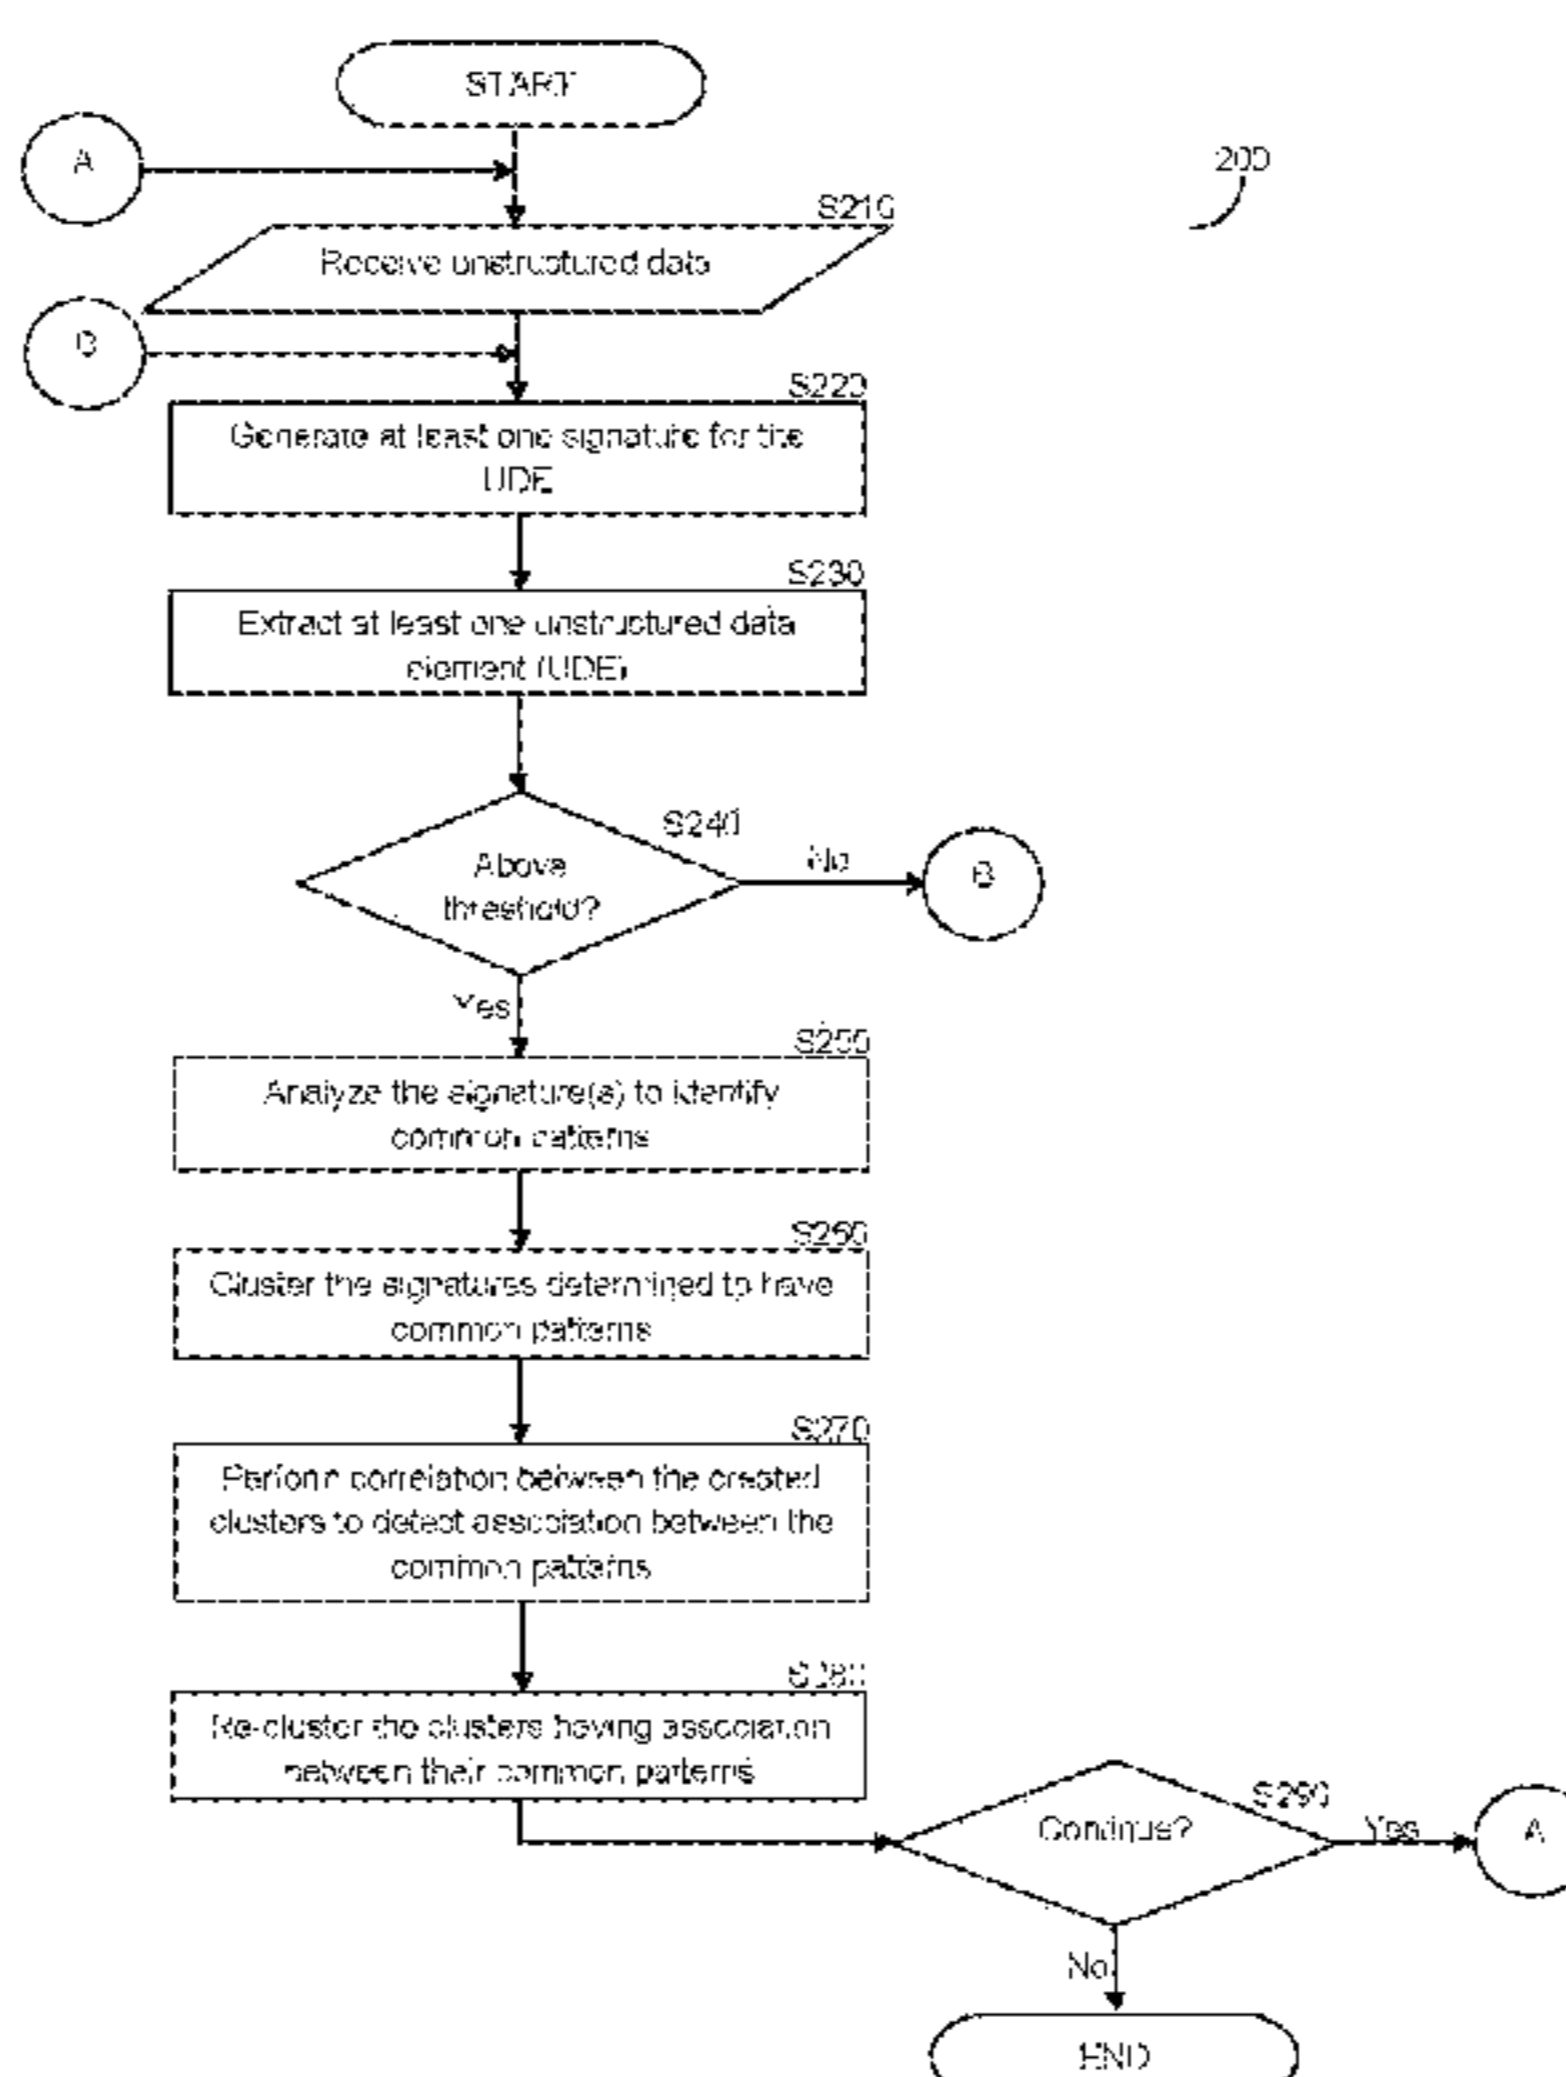 START
A
200
S210
Receive unstructured data
S220
Generate at least one signature for the
UDE
S230
Extract at least one unstructured data
element (UDE)
S240
Above
threshold?
No
B
Yes
S250
Analyze the signature(s) to identify
common patterns
S260
Cluster the signatures determined to have
common patterns
S270
Perform correlation between the created
clusters to detect association between the
common patterns
S280
Re-cluster the clusters having association
between their common patterns
S290
Continue?
Yes
A
No
END